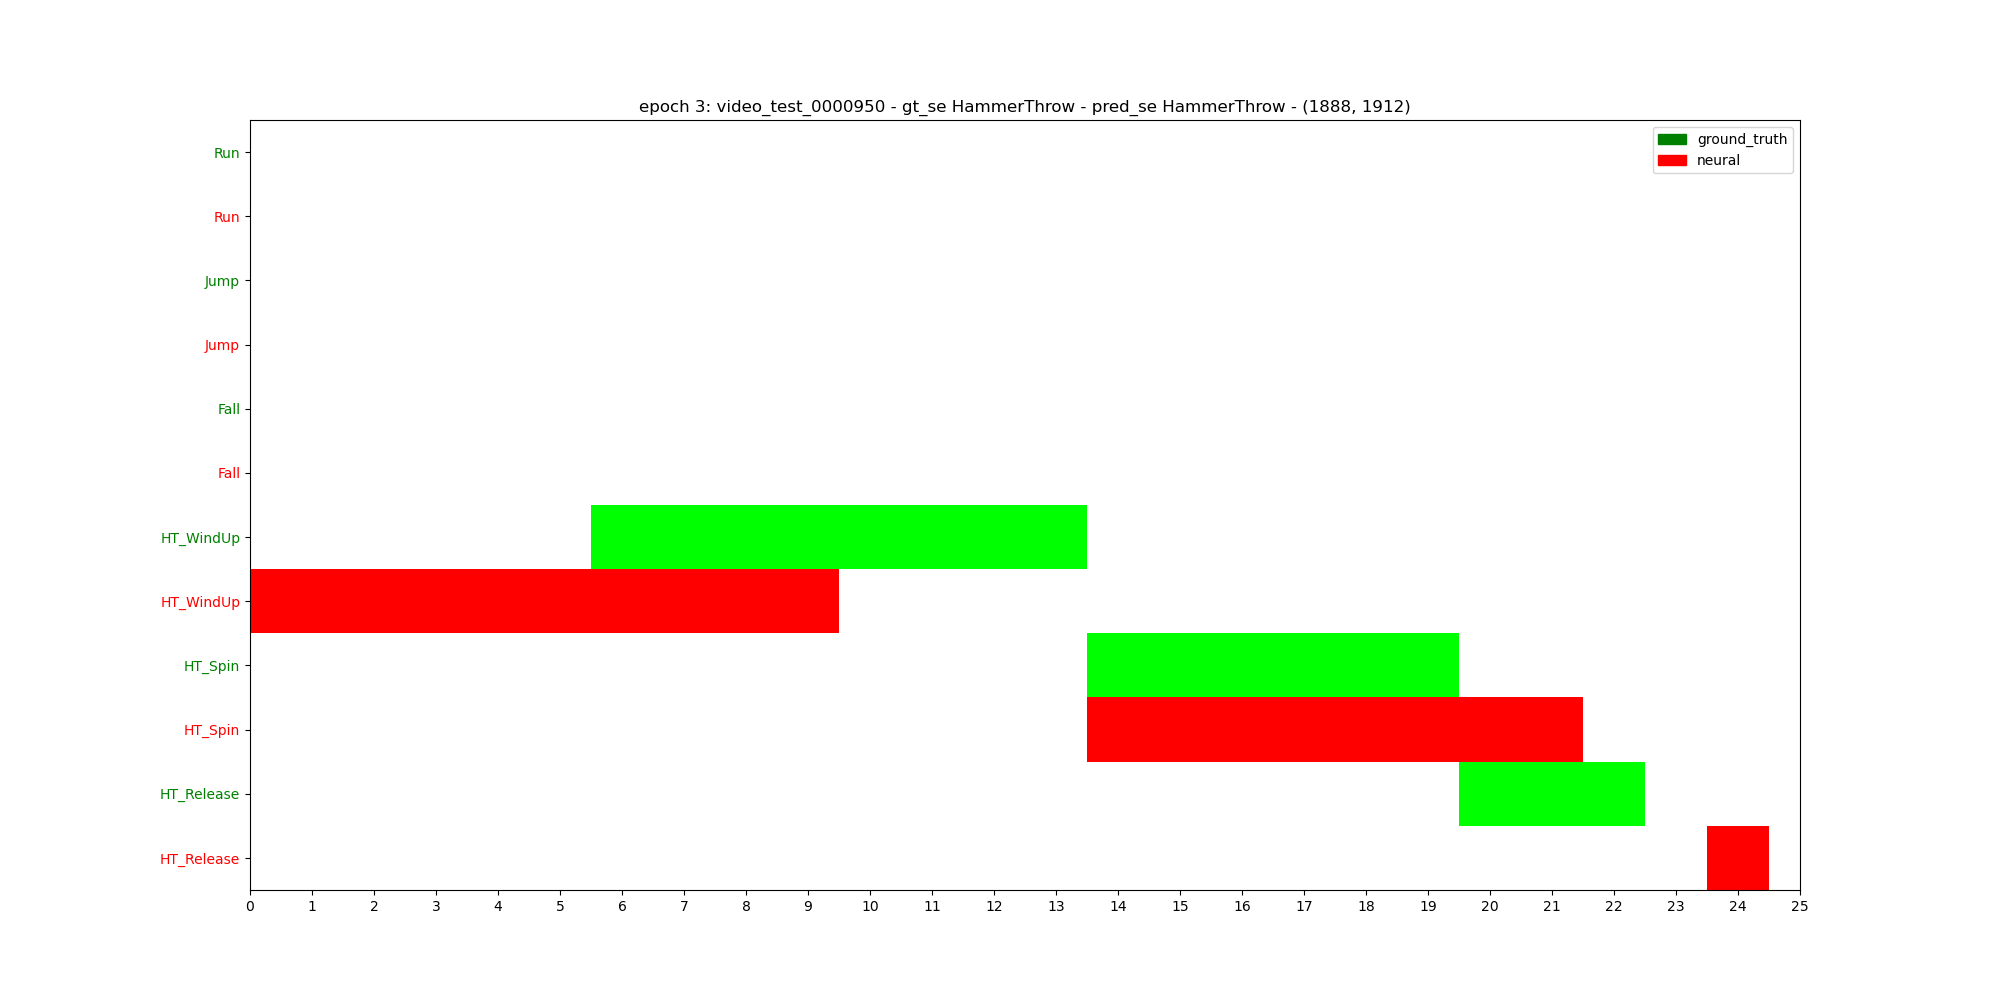 epoch 3: video_test_0000950 - gt_se HammerThrow - pred_se HammerThrow - (1888, 1912)
ground_truth
neural
Run
Run
Jump
Jump
Fall
Fall
HT_WindUp
HT_WindUp
HT_Spin
HT_Spin
HT_Release
HT_Release
0 1 2 3 4 5 6 7 8 9 10 11 12 13 14 15 16 17 18 19 20 21 22 23 24 25